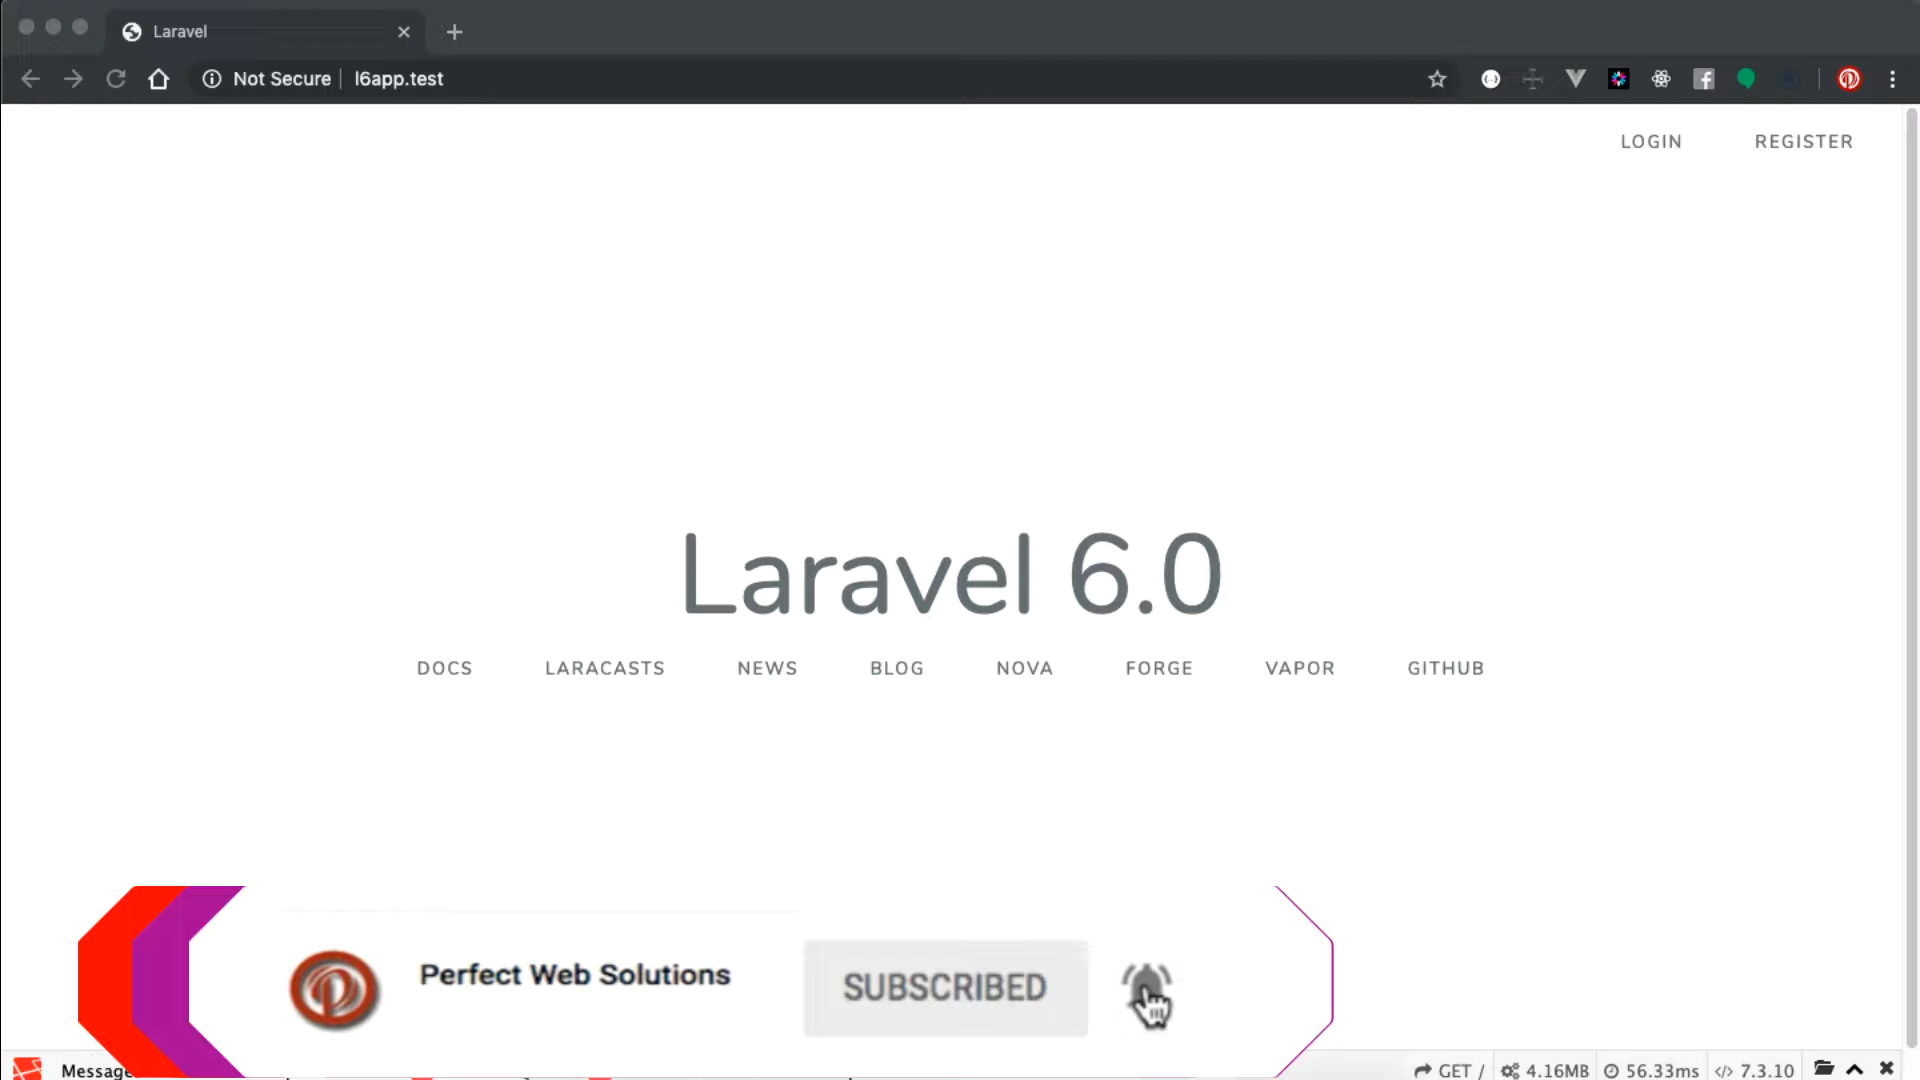 Laravel
Not Secure l6app.test
LOGIN REGISTER
Laravel 6.0
DOCS LARACASTS NEWS BLOG NOVA FORGE VAPOR GITHUB
Perfect Web Solutions
SUBSCRIBED
GET / 4.16MB 56.33ms 7.3.10